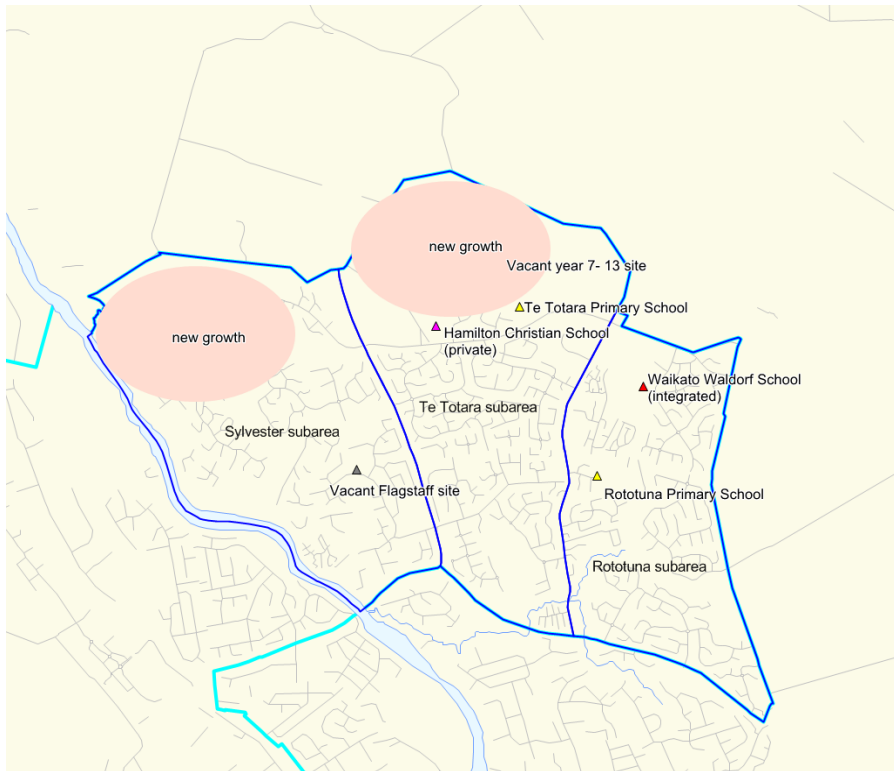 new growth
Vacant year 7- 13 site
Te Totara Primary School
Hamilton Christian School
(private)
new growth
Waikato Waldorf School
(integrated)
Te Totara subarea
Sylvester subarea
Vacant Flagstaff site
Rototuna Primary School
Rototuna subarea